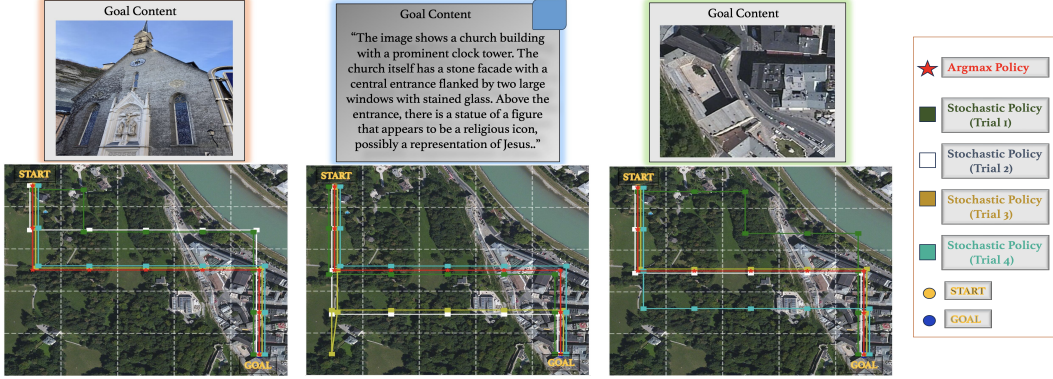 Goal Content
“The image shows a church building
with a prominent clock tower. The
church itself has a stone facade with a
central entrance flanked by two large
windows with stained glass. Above the
entrance, there is a statue of a figure
that appears to be a religious icon,
possibly a representation of Jesus..”
Goal Content
Goal Content
START
GOAL
START
GOAL
START
GOAL
Argmax Policy
Stochastic Policy
(Trial 1)
Stochastic Policy
(Trial 2)
Stochastic Policy
(Trial 3)
Stochastic Policy
(Trial 4)
START
GOAL